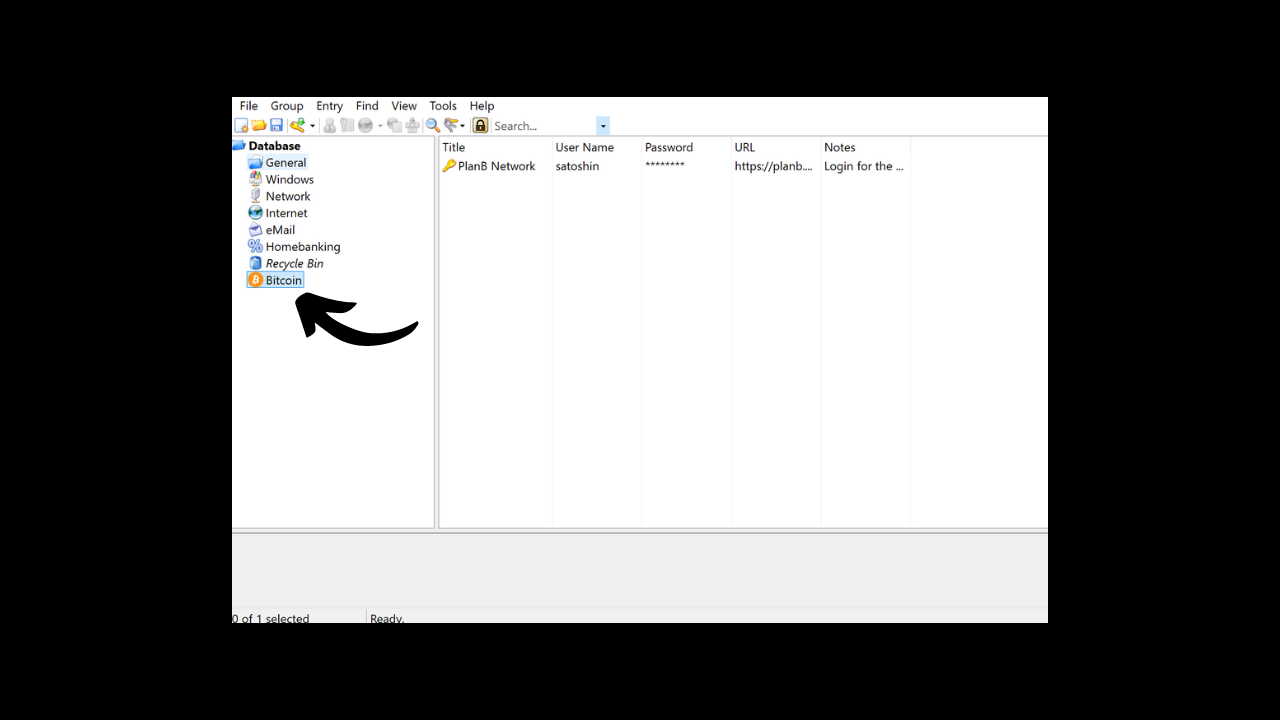 File Group Entry Find View Tools Help
Search...
Database
General
Windows
Network
Internet
eMail
Homebanking
Recycle Bin
Bitcoin
Title User Name Password URL Notes
PlanB Network satoshin ******** https://planb.... Login for the ...
0 of 1 selected Ready.